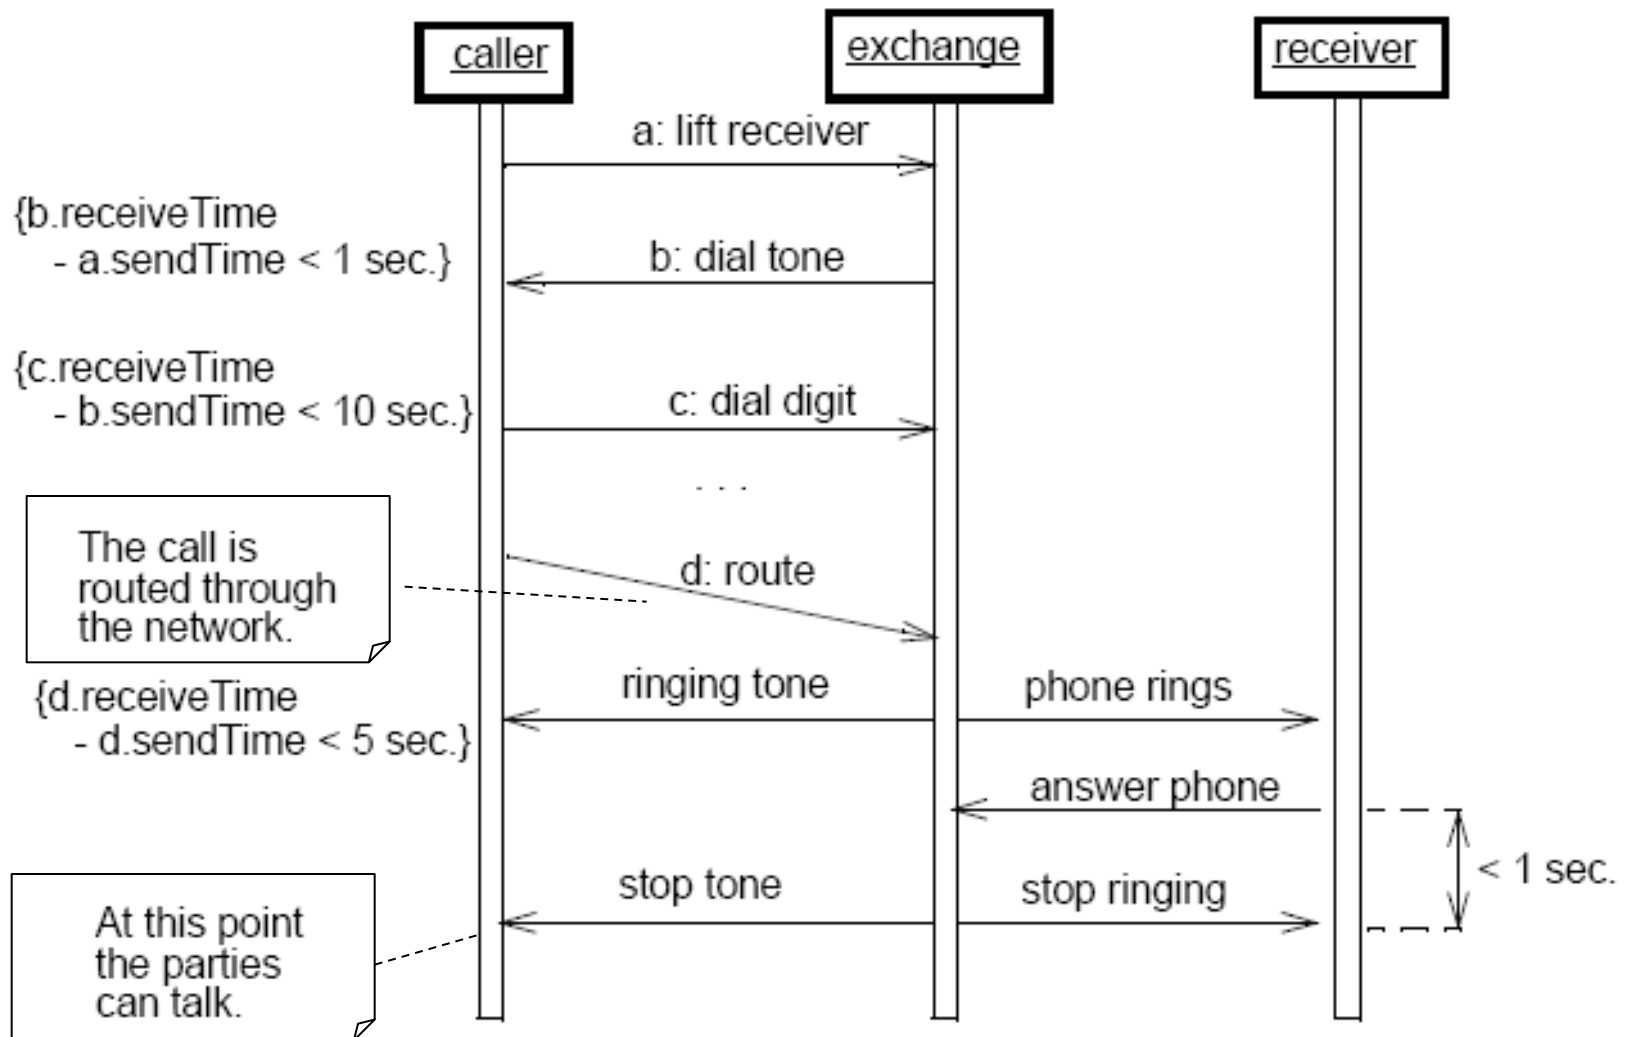 caller
exchange
receiver
a: lift receiver
{b.receiveTime
- a.sendTime < 1 sec.}
b: dial tone
{c.receiveTime
- b.sendTime < 10 sec.}
c: dial digit
. . .
The call is
routed through
the network.
d: route
{d.receiveTime
- d.sendTime < 5 sec.}
ringing tone
phone rings
answer phone
< 1 sec.
stop tone
stop ringing
At this point
the parties
can talk.